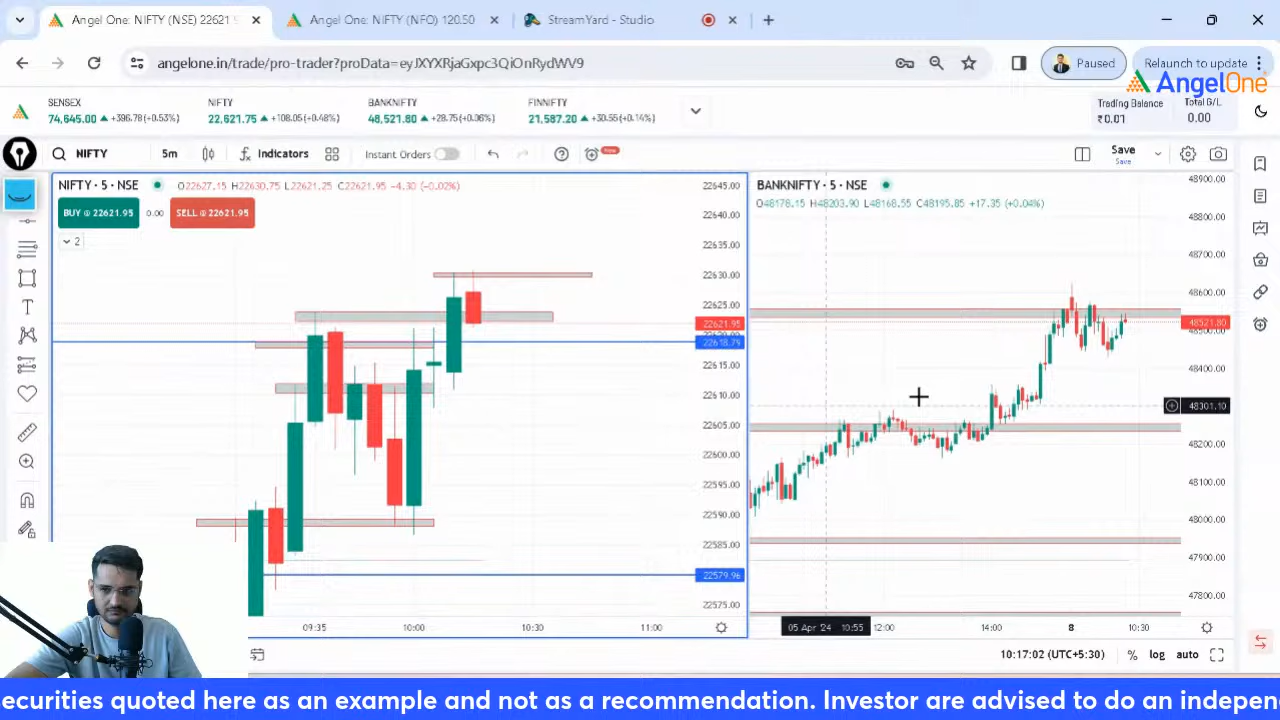 Angel One: NIFTY (NSE) 22621.9
Angel One: NIFTY (NFO) 120.50
StreamYard - Studio
angelone.in/trade/pro-trader?proData=eyJXYXRjaGxpc3QiOnRydWV9
Paused
Relaunch to update
AngelOne
SENSEX
74,645.00 +396.78(+0.53%)
NIFTY
22,621.75 +108.05(+0.48%)
BANKNIFTY
48,521.80 +28.75(+0.06%)
FINNIFTY
21,587.20 +30.55(+0.14%)
Trading Balance
₹0.01
Total G/L
0.00
NIFTY
5m
Indicators
Instant Orders
New
Save
Save
NIFTY · 5 · NSE
O22627.15 H22630.75 L22621.25 C22621.95 -4.30 (-0.02%)
BUY @ 22621.95
0.00
SELL @ 22621.95
2
22645.00
22640.00
22635.00
22630.00
22625.00
22621.95
22618.79
22615.00
22610.00
22605.00
22600.00
22595.00
22590.00
22585.00
22579.96
22575.00
09:35
10:00
10:30
11:00
BANKNIFTY · 5 · NSE
O48178.15 H48203.90 L48168.55 C48195.85 +17.35 (+0.04%)
48900.00
48800.00
48700.00
48600.00
48521.80
48500.00
48400.00
48301.10
48200.00
48100.00
48000.00
47900.00
47800.00
05 Apr '24 10:55
12:00
14:00
8
10:30
10:17:02 (UTC+5:30)
%
log
auto
ecurities quoted here as an example and not as a recommendation. Investor are advised to do an indepen